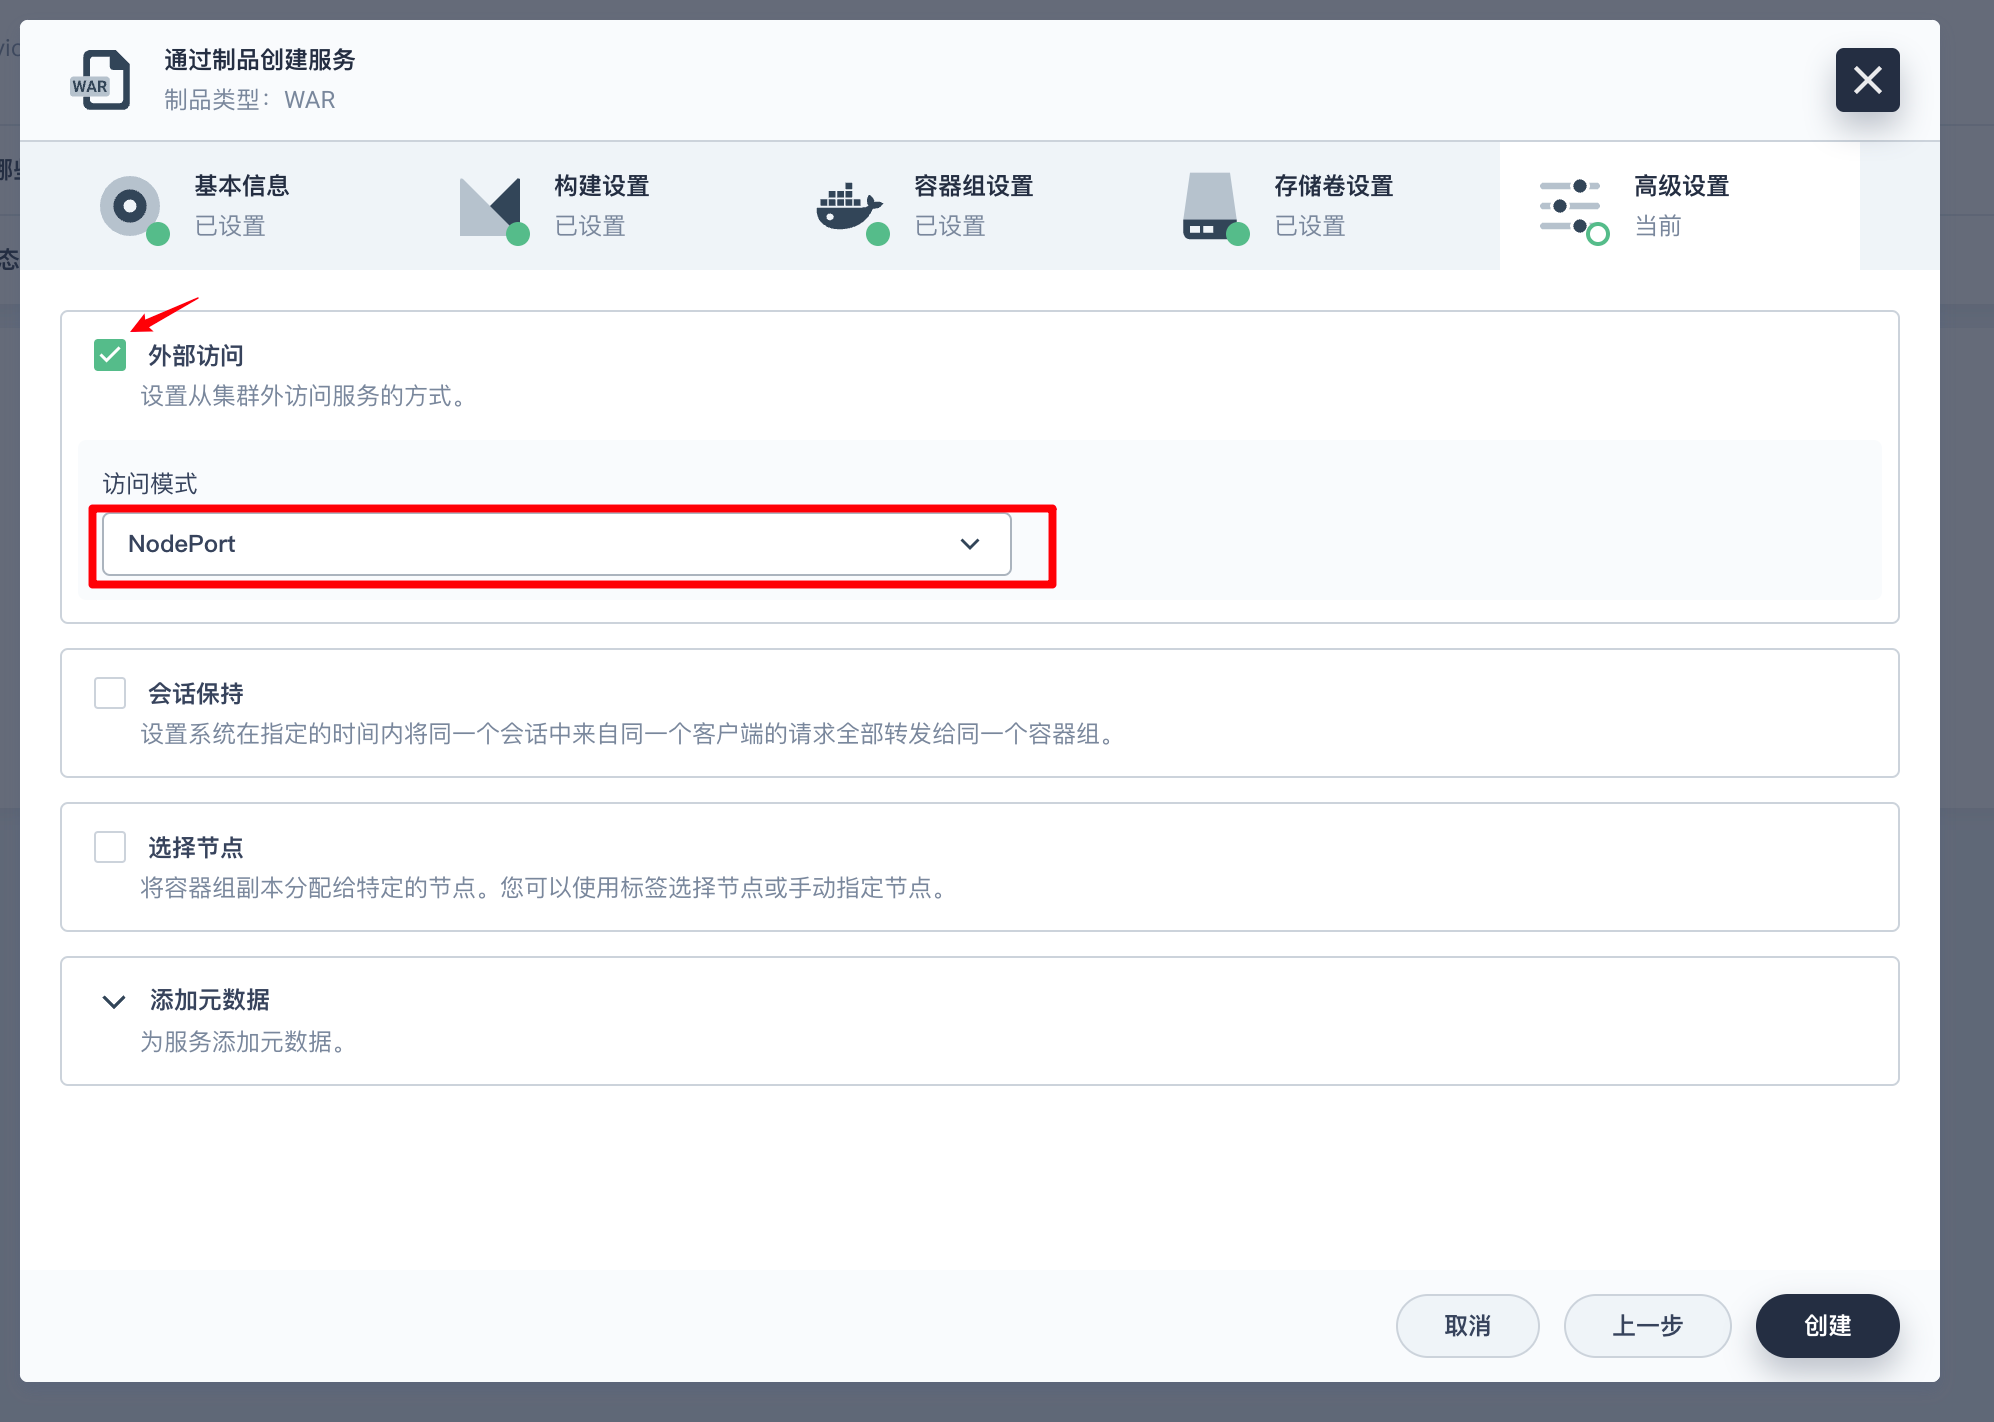 通过制品创建服务
WAR
制品类型：WAR
基本信息
已设置
构建设置
已设置
容器组设置
已设置
存储卷设置
已设置
高级设置
当前
外部访问
设置从集群外访问服务的方式。
访问模式
NodePort
会话保持
设置系统在指定的时间内将同一个会话中来自同一个客户端的请求全部转发给同一个容器组。
选择节点
将容器组副本分配给特定的节点。您可以使用标签选择节点或手动指定节点。
添加元数据
为服务添加元数据。
取消
上一步
创建